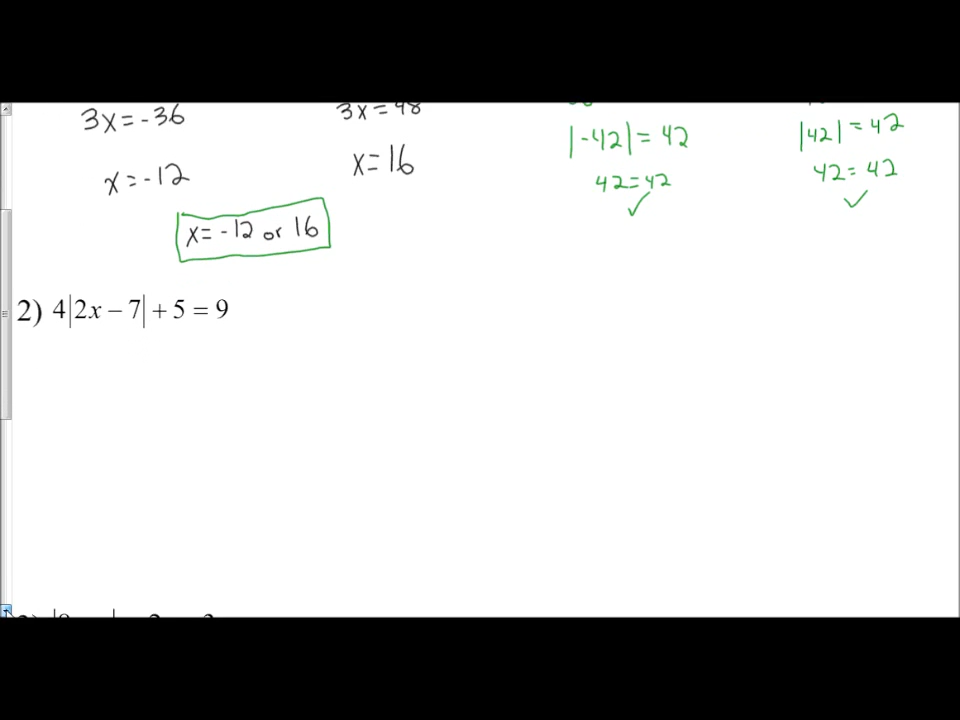 3x = -36
3x = 48
|-42| = 42
|42| = 42
x = -12
x = 16
42 = 42
42 = 42
✓
✓
x = -12 or 16
2) 4|2x − 7| + 5 = 9